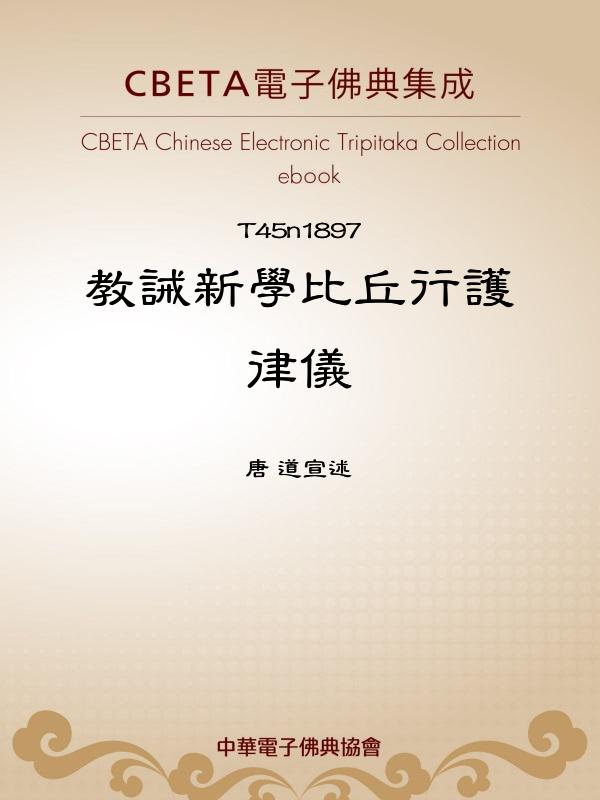 CBETA電子佛典集成
CBETA Chinese Electronic Tripitaka Collection
ebook
T45n1897
教誡新學比丘行護
律儀
唐 道宣述
中華電子佛典協會